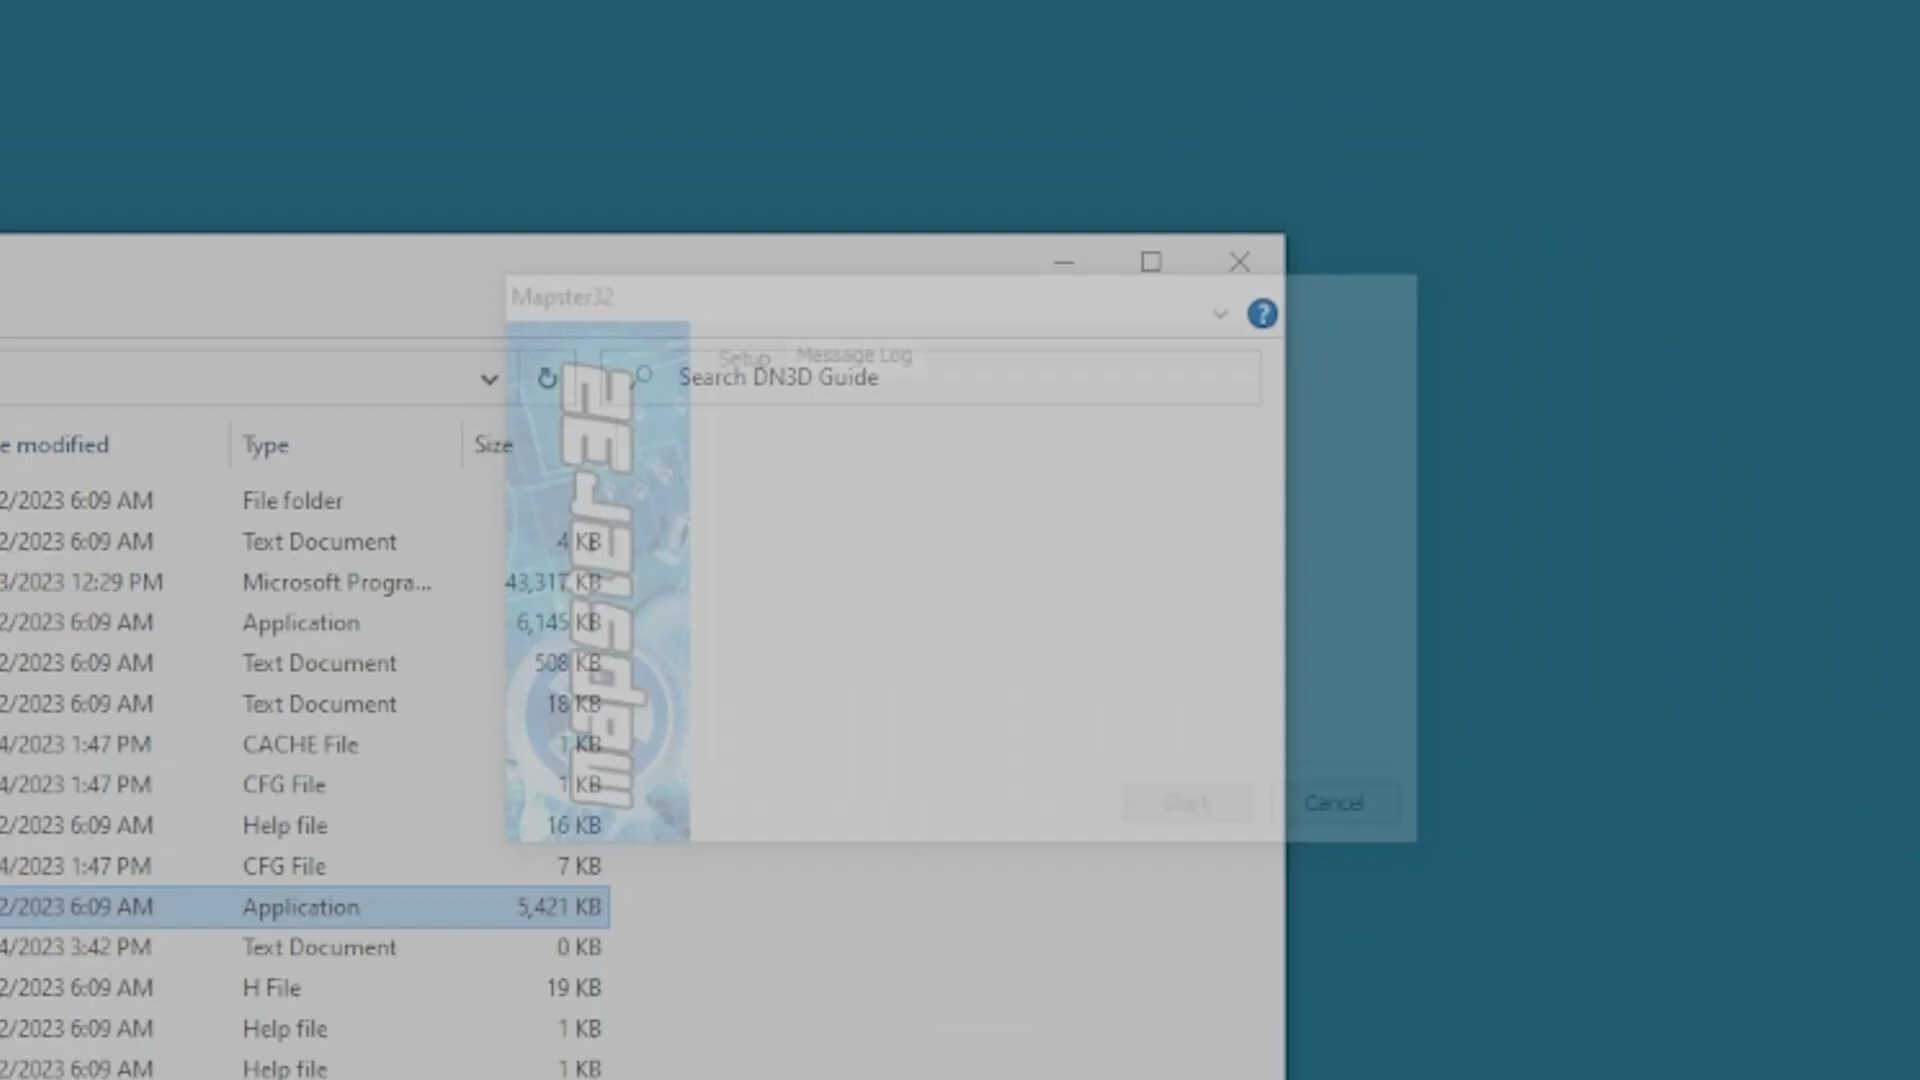 Mapster32
?
Setup Message Log
Search DN3D Guide
e modified Type Size
2/2023 6:09 AM File folder
2/2023 6:09 AM Text Document 4 KB
3/2023 12:29 PM Microsoft Progra... 43,317 KB
2/2023 6:09 AM Application 6,145 KB
2/2023 6:09 AM Text Document 508 KB
2/2023 6:09 AM Text Document 18 KB
4/2023 1:47 PM CACHE File 1 KB
4/2023 1:47 PM CFG File 1 KB
2/2023 6:09 AM Help file 16 KB
4/2023 1:47 PM CFG File 7 KB
2/2023 6:09 AM Application 5,421 KB
4/2023 3:42 PM Text Document 0 KB
2/2023 6:09 AM H File 19 KB
2/2023 6:09 AM Help file 1 KB
2/2023 6:09 AM Help file 1 KB
mapster32
Start Cancel